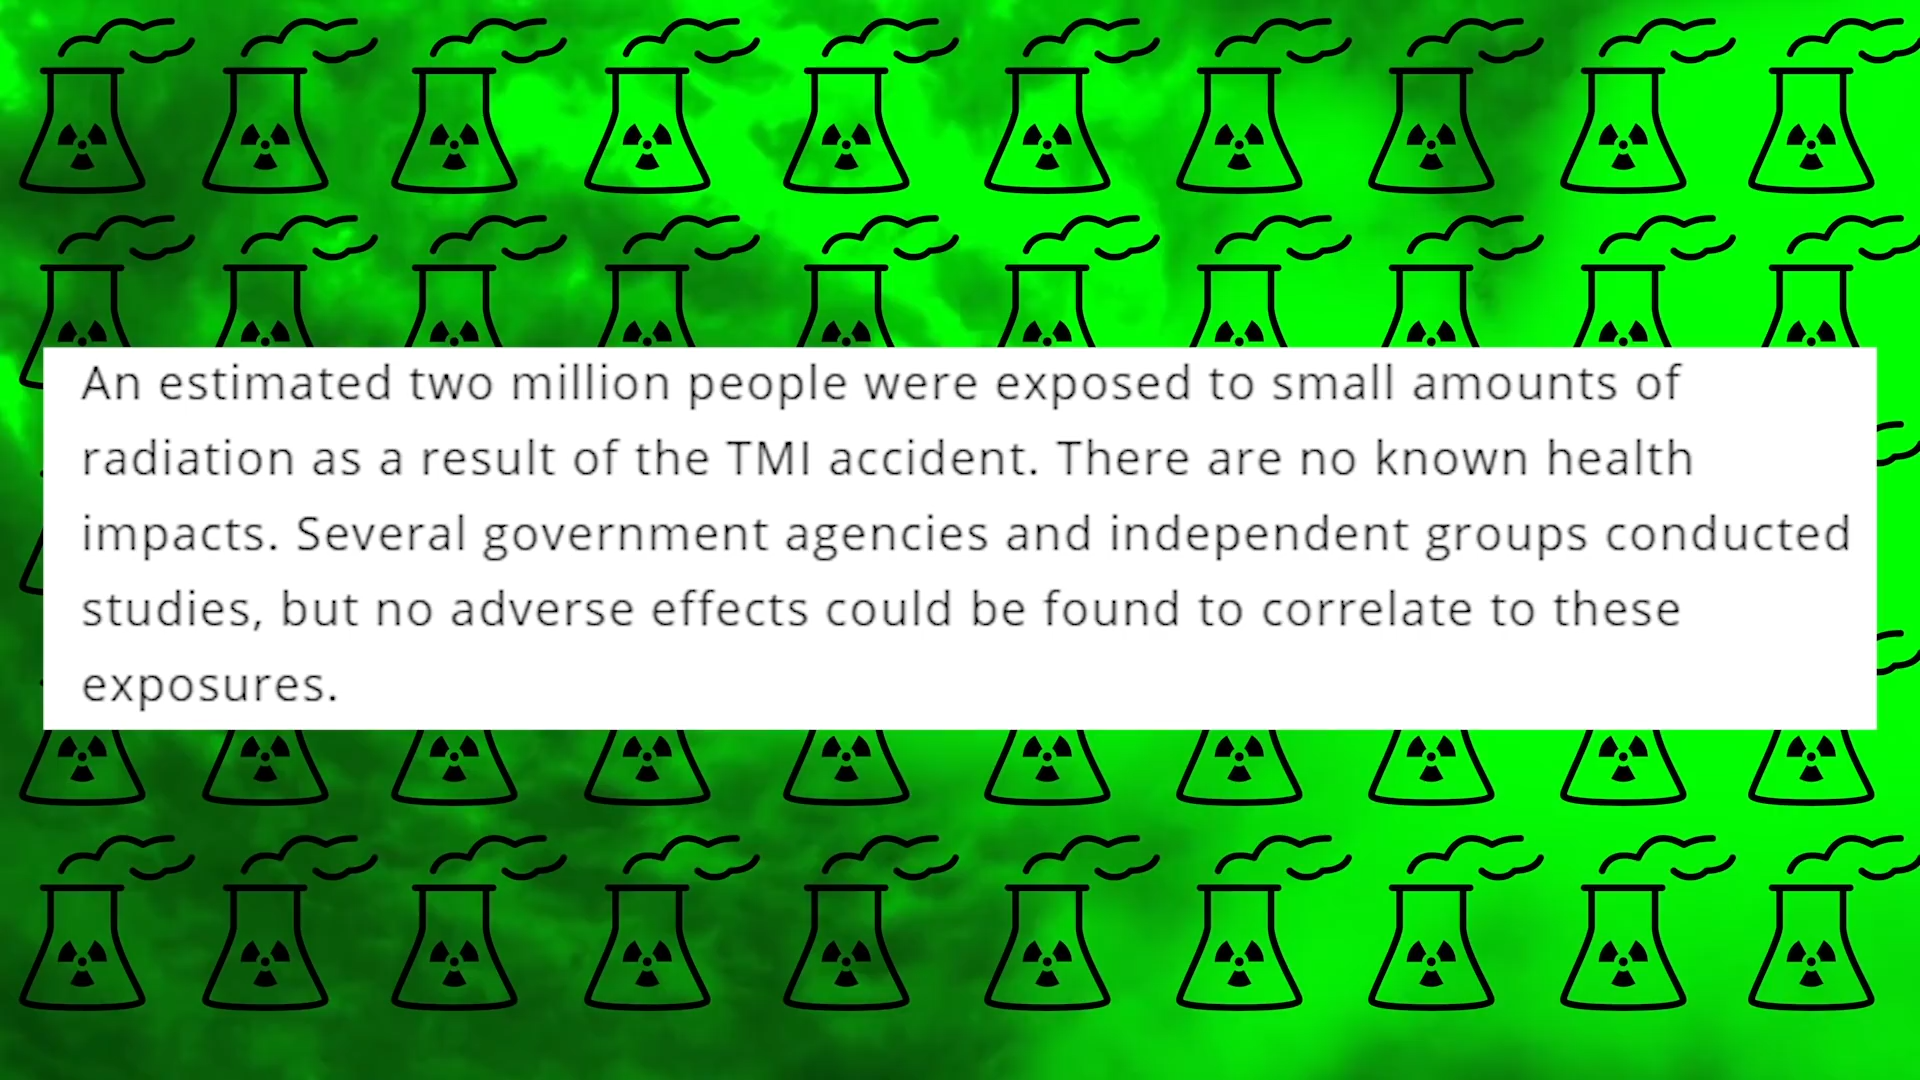 An estimated two million people were exposed to small amounts of
radiation as a result of the TMI accident. There are no known health
impacts. Several government agencies and independent groups conducted
studies, but no adverse effects could be found to correlate to these
exposures.